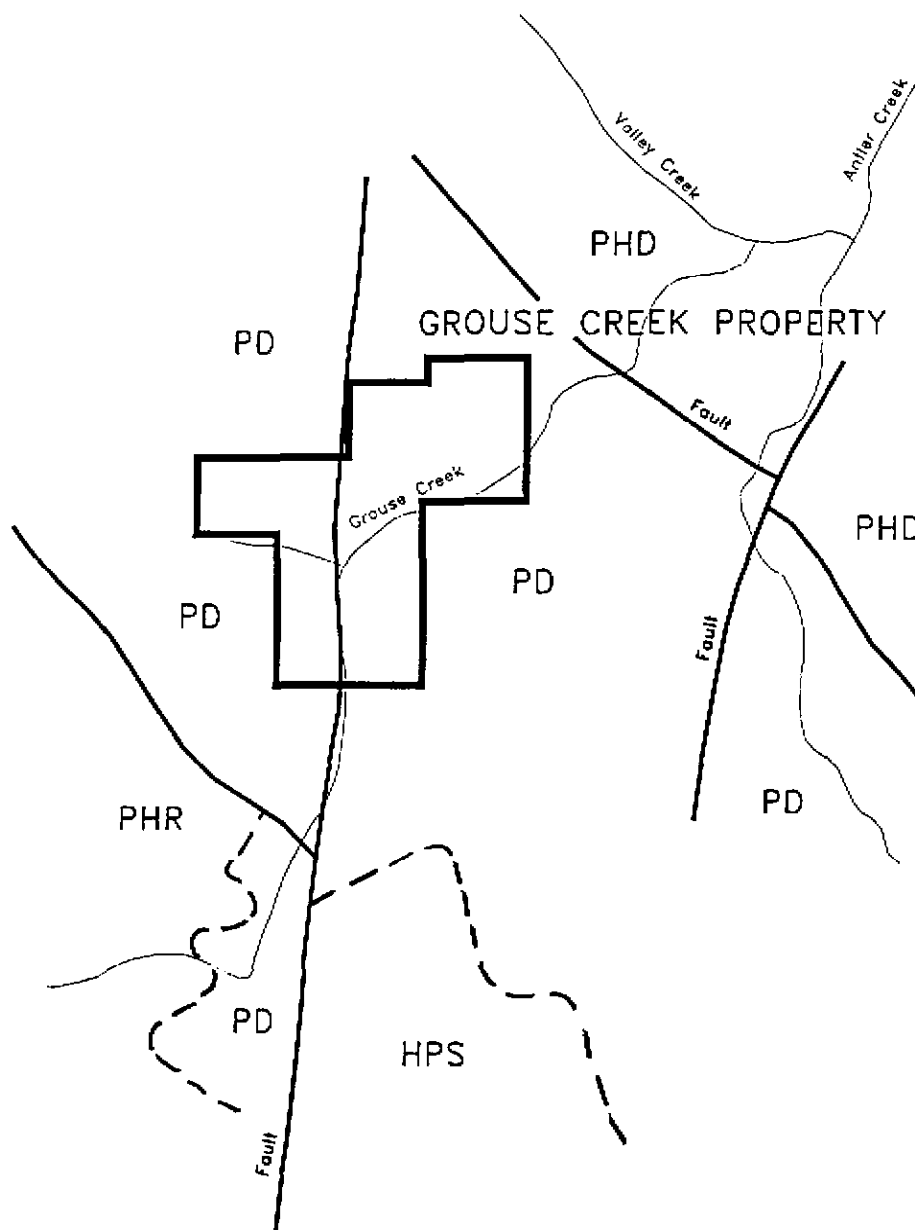 Valley Creek
Antler Creek
PHD
GROUSE CREEK PROPERTY
PD
Fault
Grouse Creek
PHD
PD
PD
Fault
PD
PHR
PD
HPS
Fault